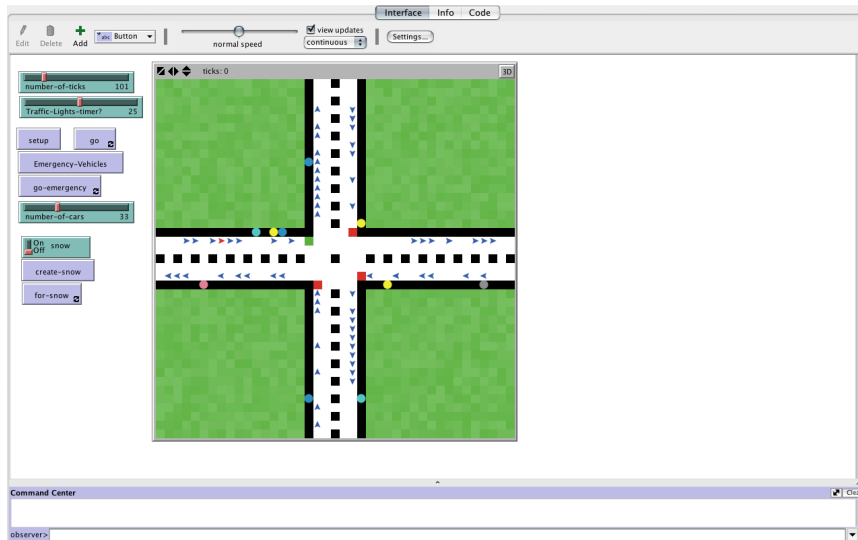 Interface Info Code
Edit Delete Add abc Button normal speed view updates continuous Settings...
ticks: 0 3D
number-of-ticks 101
Traffic-Lights-timer? 25
setup go
Emergency-Vehicles
go-emergency
number-of-cars 33
On Off snow
create-snow
for-snow
Command Center
observer>